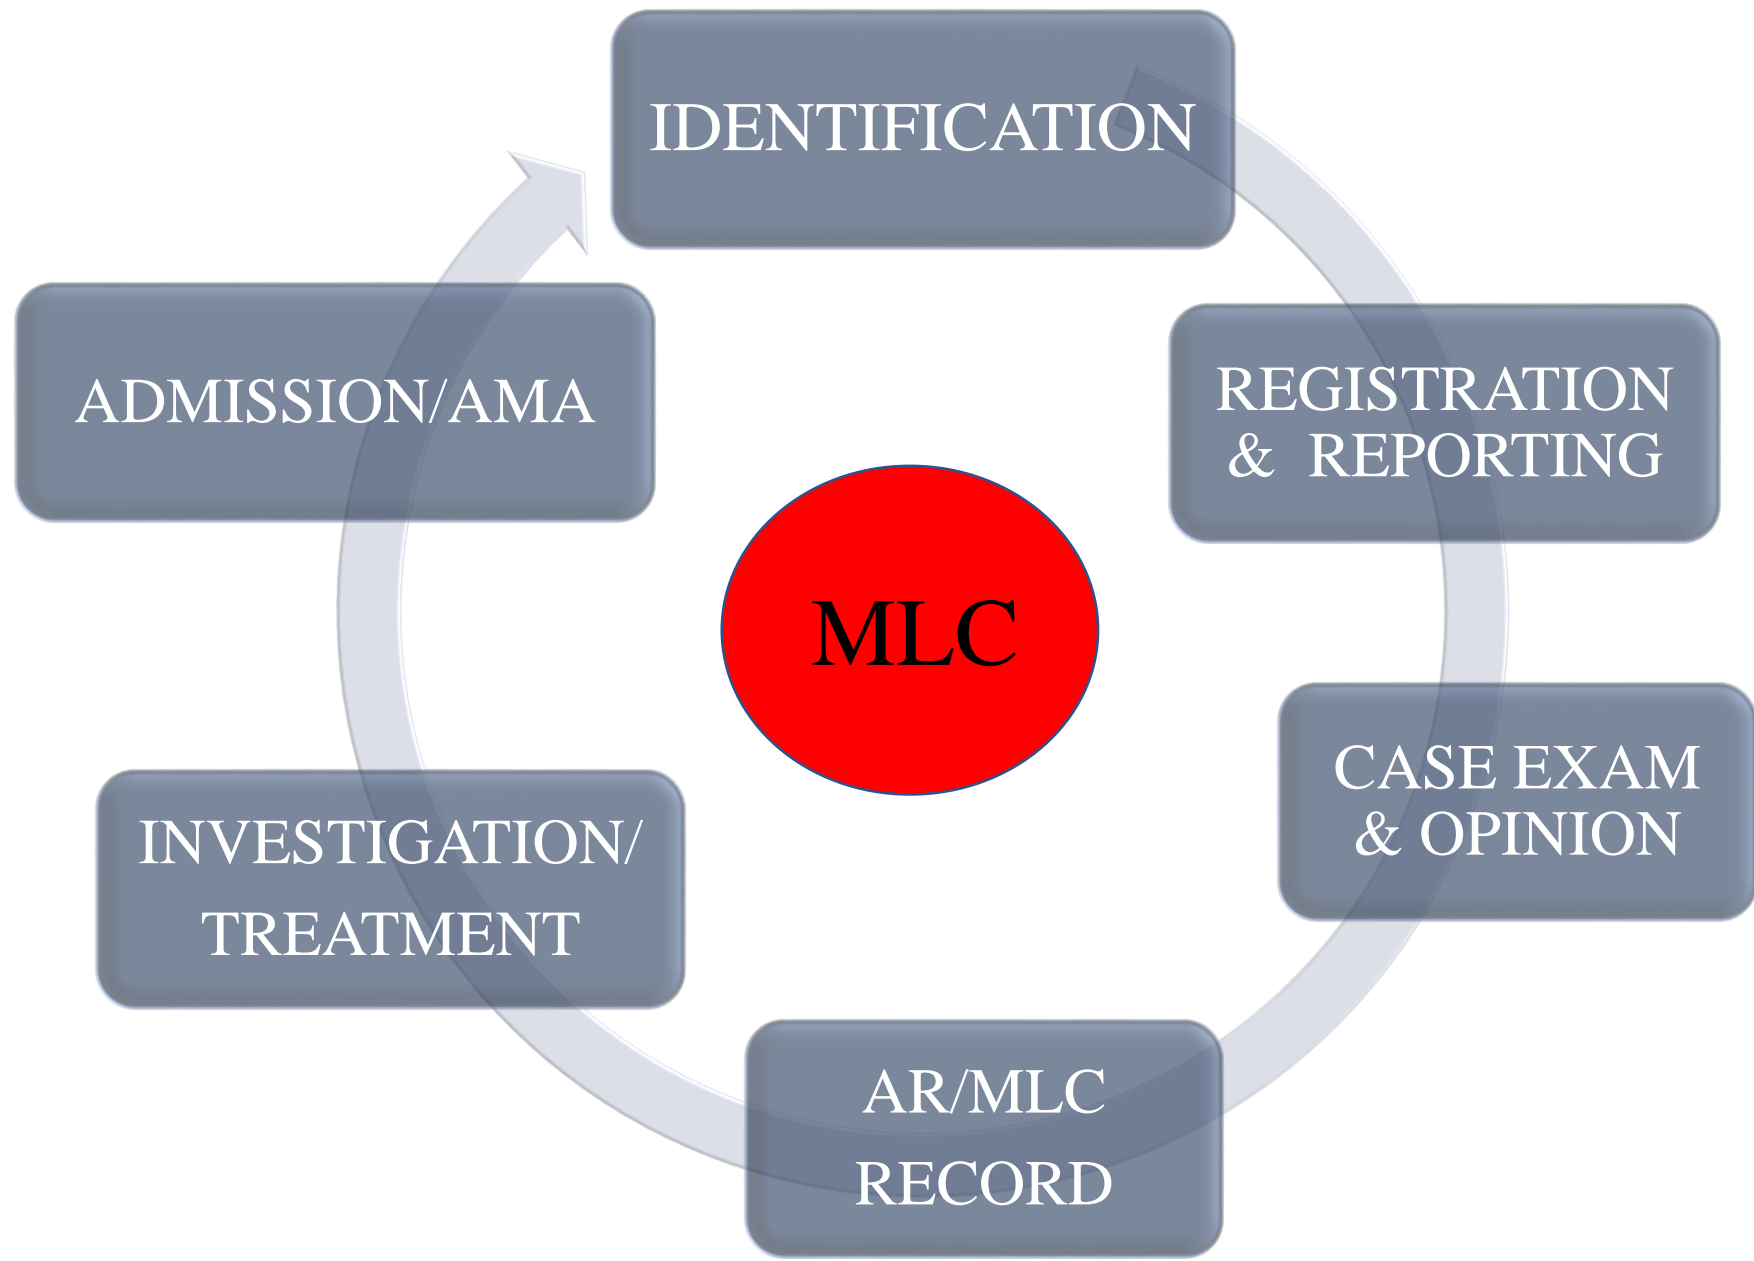 IDENTIFICATION
REGISTRATION
& REPORTING
CASE EXAM
& OPINION
AR/MLC
RECORD
INVESTIGATION/
TREATMENT
ADMISSION/AMA
MLC